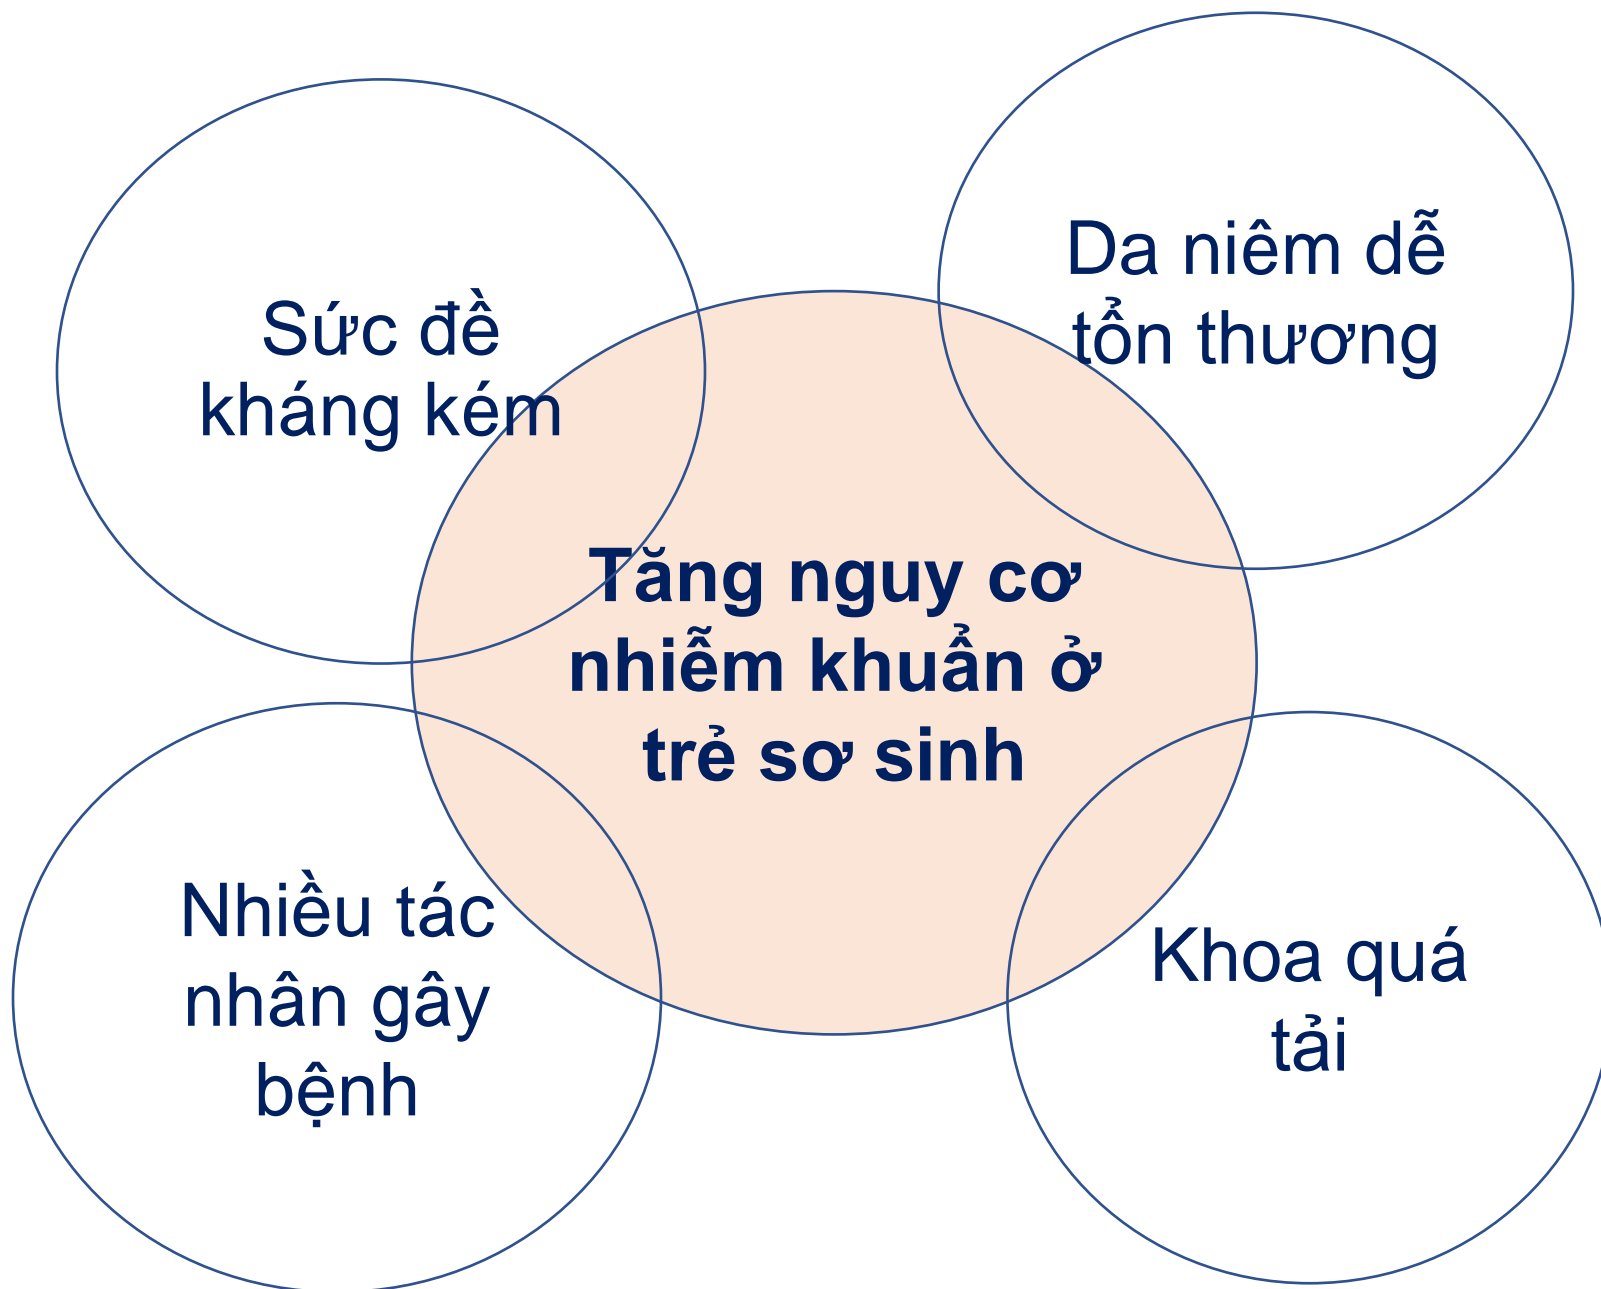 Sức đề
kháng kém
Da niêm dễ
tổn thương
Tăng nguy cơ
nhiễm khuẩn ở
trẻ sơ sinh
Nhiều tác
nhân gây
bệnh
Khoa quá
tải